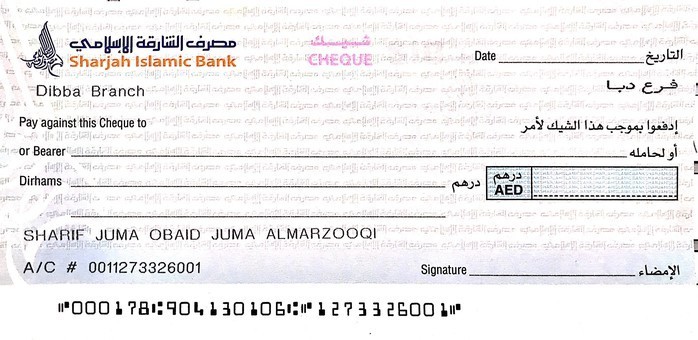 مصرف الشارقة الإسلامي
Sharjah Islamic Bank
شيك
CHEQUE
Date التاريخ
Dibba Branch فرع دبا
Pay against this Cheque to إدفعوا بموجب هذا الشيك لأمر
or Bearer أو لحامله
Dirhams درهم
درهم
AED
SHARIF JUMA OBAID JUMA ALMARZOOQI
A/C # 0011273326001
Signature الإمضاء
⑈000178⑆904130106⑆⑈1273326001⑈